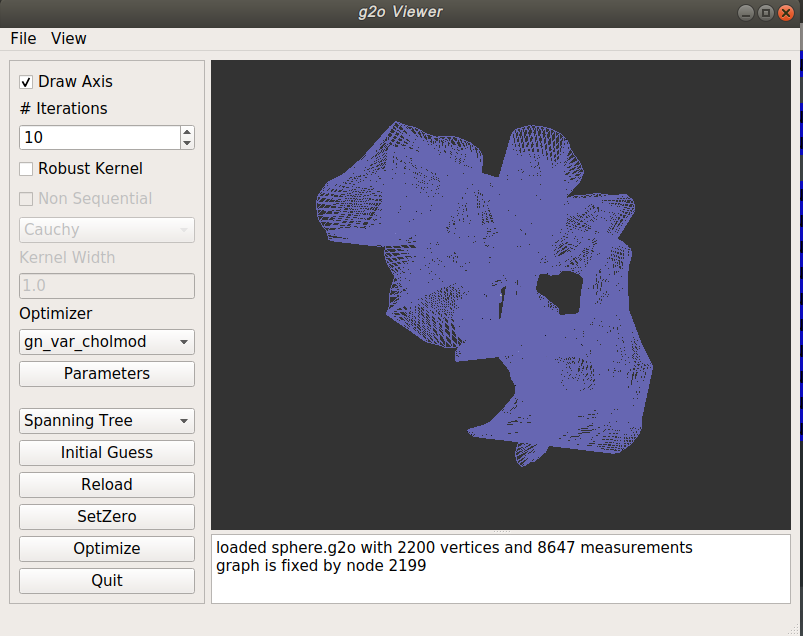 g2o Viewer
File View
Draw Axis
# Iterations
10
Robust Kernel
Non Sequential
Cauchy
Kernel Width
1.0
Optimizer
gn_var_cholmod
Parameters
Spanning Tree
Initial Guess
Reload
SetZero
Optimize
Quit
loaded sphere.g2o with 2200 vertices and 8647 measurements
graph is fixed by node 2199